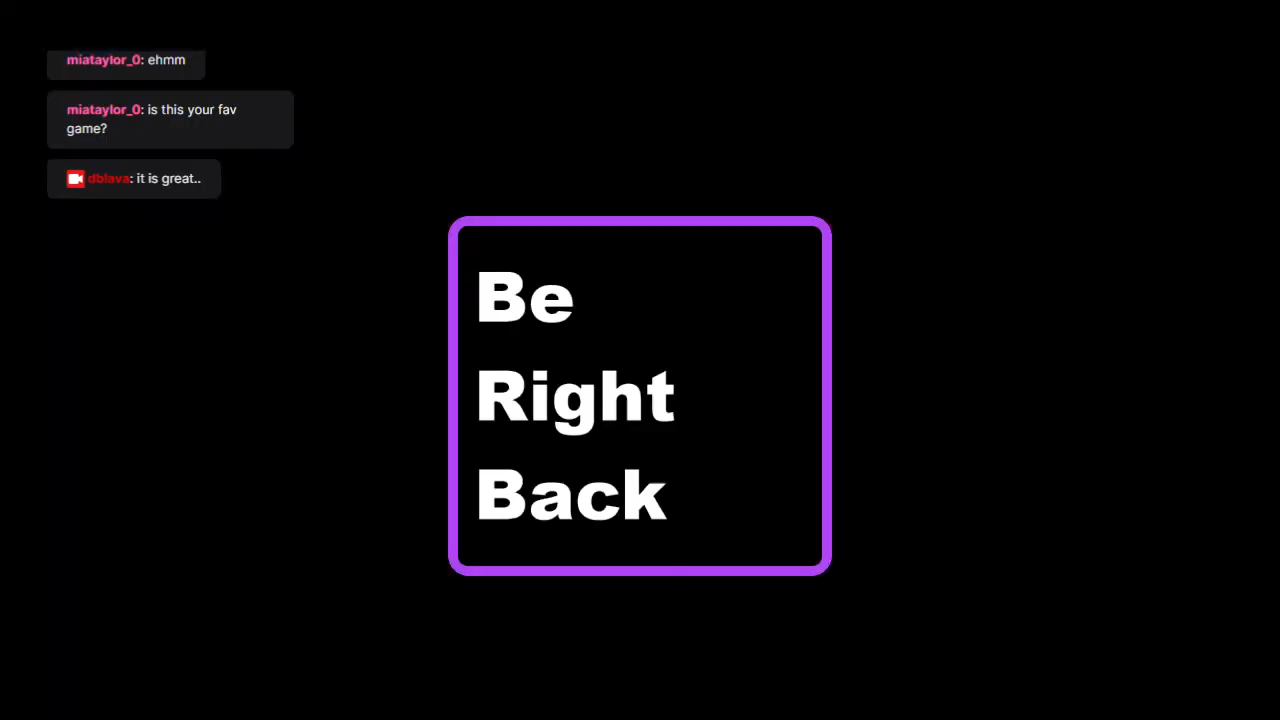 miataylor_0: ehmm
miataylor_0: is this your fav
game?
dblava: it is great..
Be
Right
Back